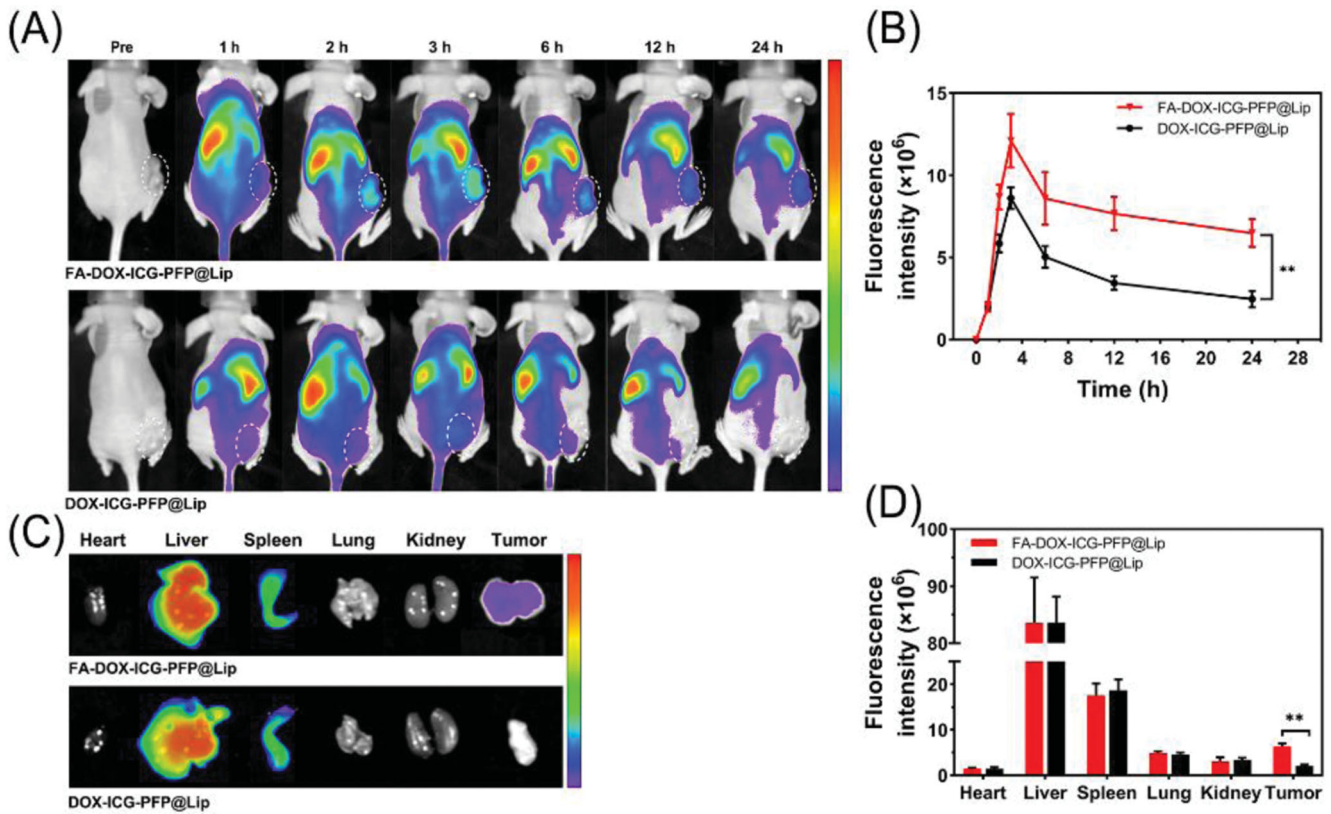 (A)
Pre 1 h 2 h 3 h 6 h 12 h 24 h
FA-DOX-ICG-PFP@Lip
DOX-ICG-PFP@Lip
(B)
Fluorescence
intensity (×10⁶)
15
10
5
0
FA-DOX-ICG-PFP@Lip
DOX-ICG-PFP@Lip
**
0 4 8 12 16 20 24 28
Time (h)
(C)
Heart Liver Spleen Lung Kidney Tumor
FA-DOX-ICG-PFP@Lip
DOX-ICG-PFP@Lip
(D)
Fluorescence
intensity (×10⁶)
100
90
80
20
10
0
FA-DOX-ICG-PFP@Lip
DOX-ICG-PFP@Lip
**
Heart Liver Spleen Lung Kidney Tumor